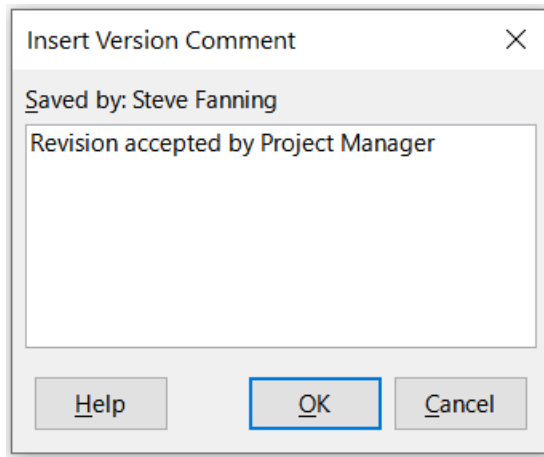 Insert Version Comment
Saved by: Steve Fanning
Revision accepted by Project Manager
Help
OK
Cancel